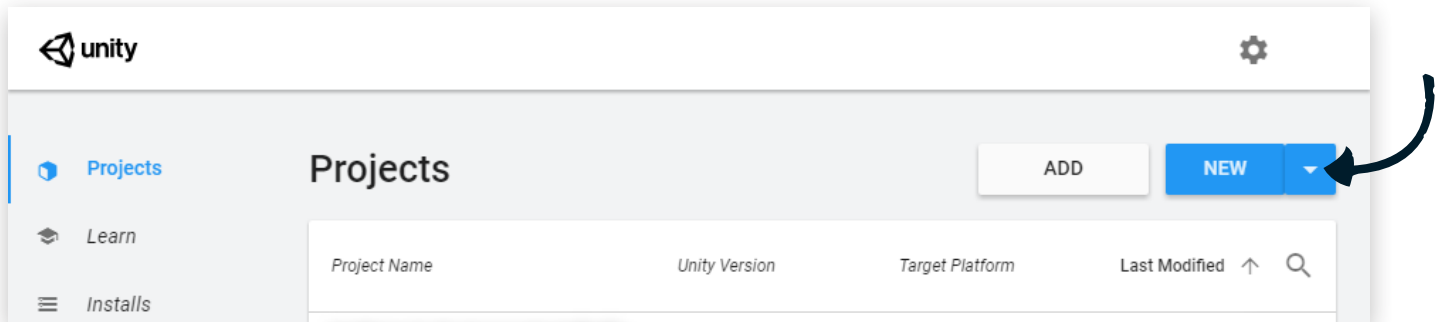 unity
Projects
Projects
ADD
NEW
Learn
Project Name
Unity Version
Target Platform
Last Modified
Installs